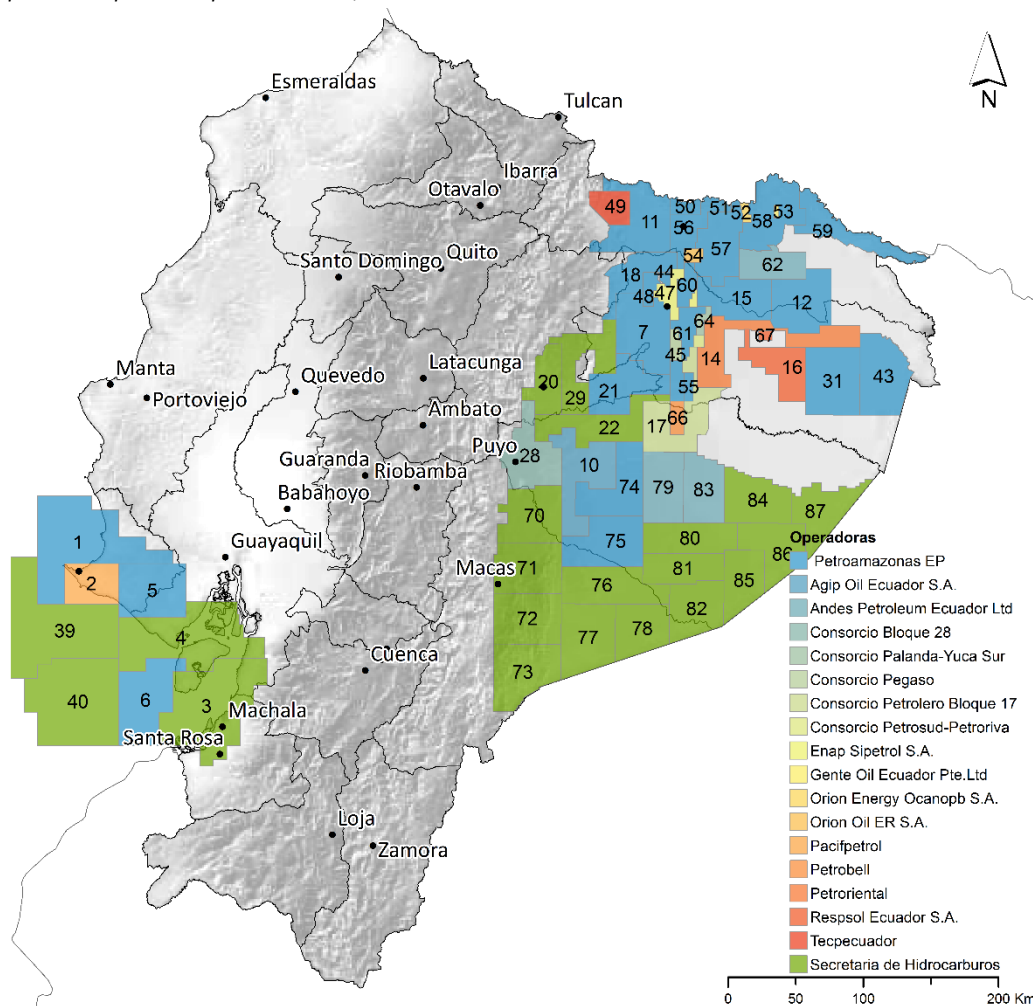 Esmeraldas
Tulcan
N
Ibarra
Otavalo
49
11
50
51
52
53
56
58
59
57
Quito
Santo Domingo
54
62
18
44
60
47
48
15
12
64
7
61
67
45
14
16
31
43
Manta
Portoviejo
Quevedo
Latacunga
20
29
21
55
Ambato
66
22
17
Puyo
28
Guaranda
Riobamba
10
Babahoyo
74
79
83
84
87
70
1
Guayaquil
75
80
86
71
Macas
2
5
76
81
85
82
72
39
4
77
78
Cuenca
73
40
6
3
Machala
Santa Rosa
Loja
Zamora
Operadoras
Petroamazonas EP
Agip Oil Ecuador S.A.
Andes Petroleum Ecuador Ltd
Consorcio Bloque 28
Consorcio Palanda-Yuca Sur
Consorcio Pegaso
Consorcio Petrolero Bloque 17
Consorcio Petrosud-Petroriva
Enap Sipetrol S.A.
Gente Oil Ecuador Pte.Ltd
Orion Energy Ocanopb S.A.
Orion Oil ER S.A.
Pacifpetrol
Petrobell
Petroriental
Respsol Ecuador S.A.
Tecpecuador
Secretaria de Hidrocarburos
0 50 100 200 Km